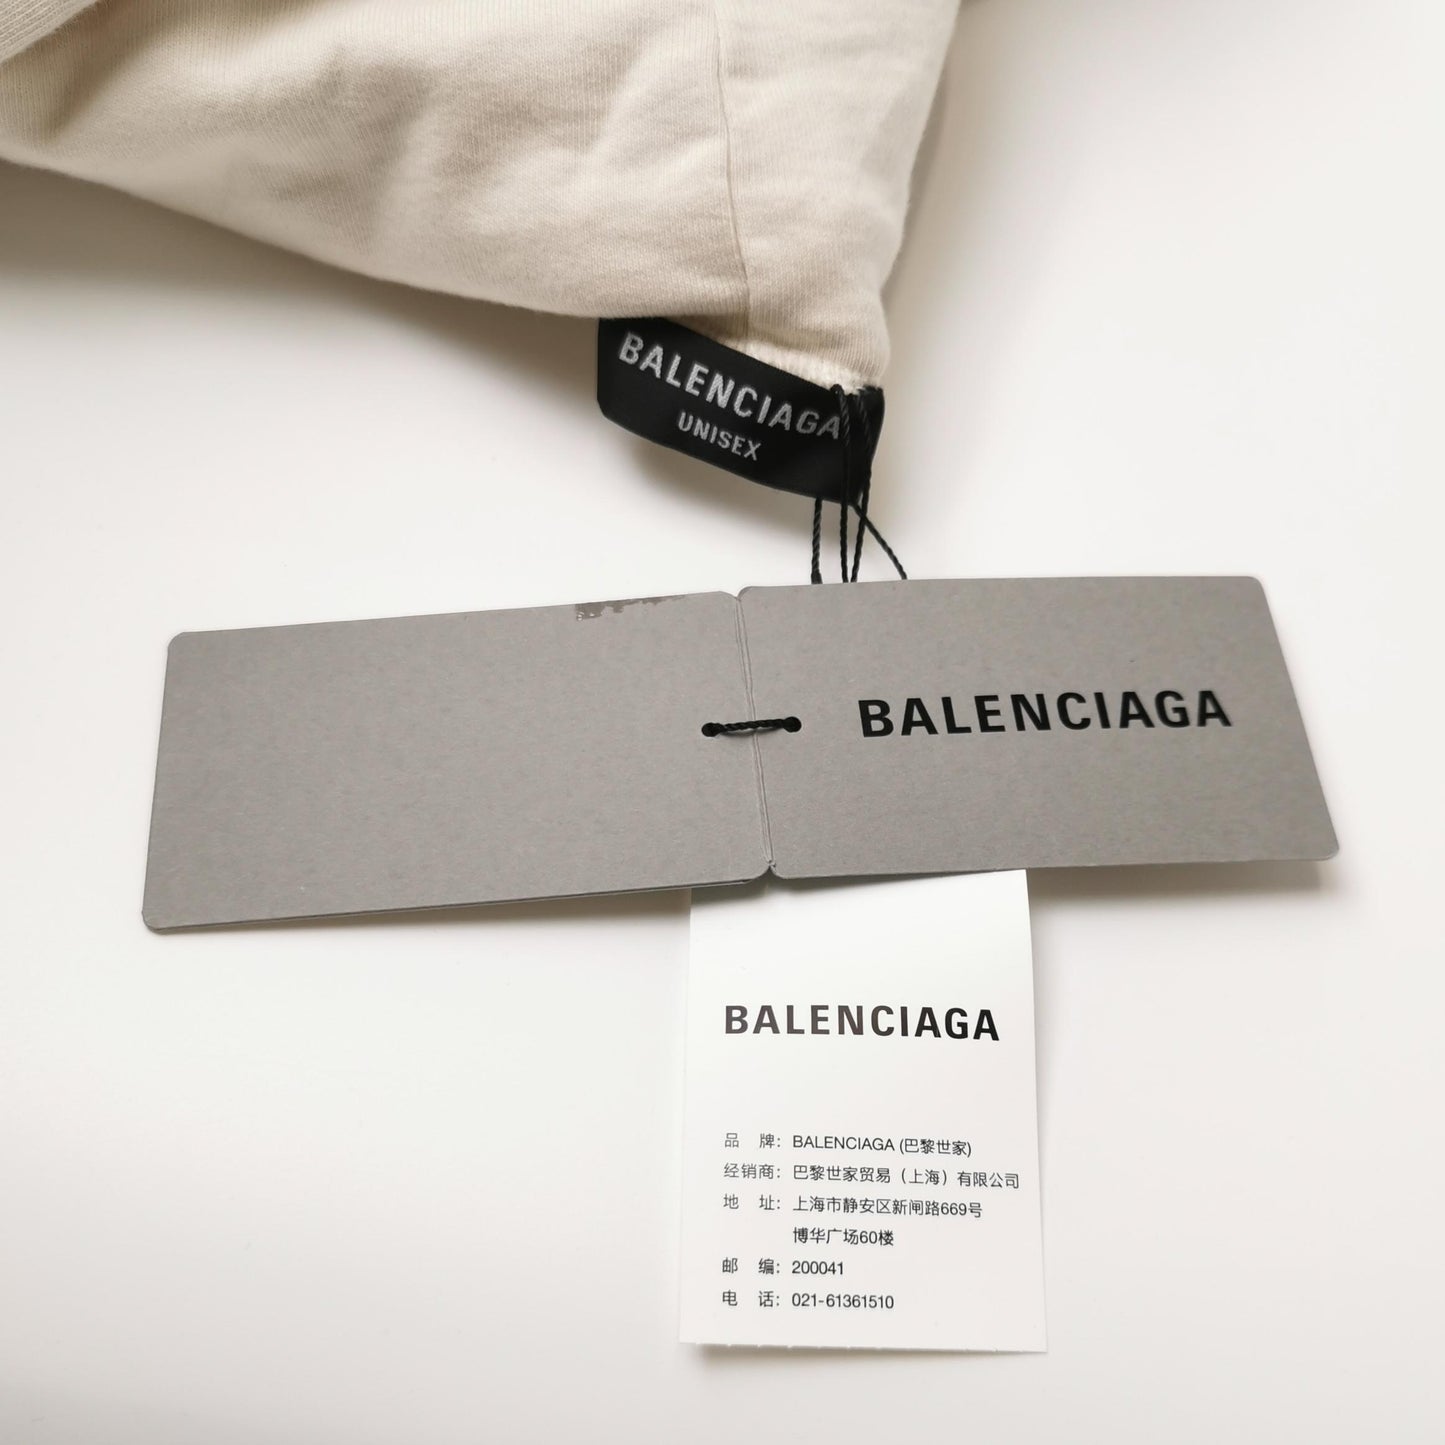 BALENCIAGA
UNISEX
BALENCIAGA
BALENCIAGA
品 牌：BALENCIAGA (巴黎世家)
经销商：巴黎世家贸易（上海）有限公司
地 址：上海市静安区新闸路669号
博华广场60楼
邮 编：200041
电 话：021-61361510